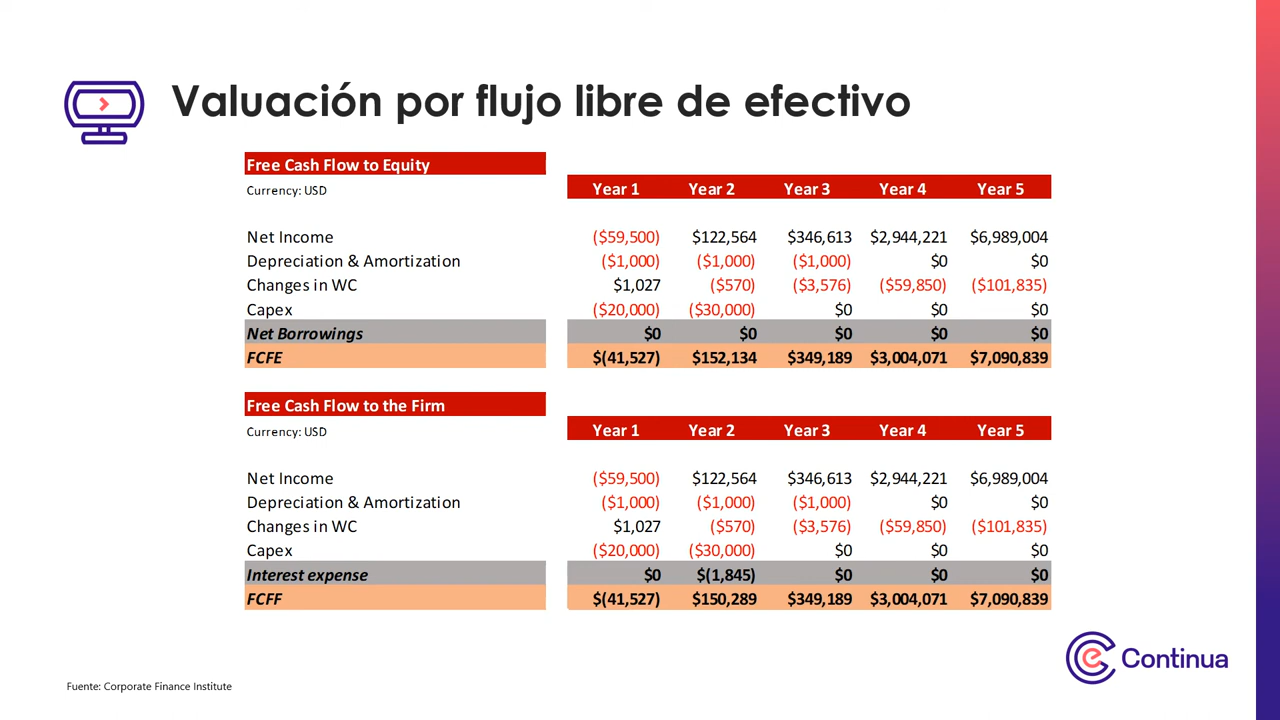 Valuación por flujo libre de efectivo
Free Cash Flow to Equity
Currency: USD Year 1 Year 2 Year 3 Year 4 Year 5
Net Income ($59,500) $122,564 $346,613 $2,944,221 $6,989,004
Depreciation & Amortization ($1,000) ($1,000) ($1,000) $0 $0
Changes in WC $1,027 ($570) ($3,576) ($59,850) ($101,835)
Capex ($20,000) ($30,000) $0 $0 $0
Net Borrowings $0 $0 $0 $0 $0
FCFE $(41,527) $152,134 $349,189 $3,004,071 $7,090,839
Free Cash Flow to the Firm
Currency: USD Year 1 Year 2 Year 3 Year 4 Year 5
Net Income ($59,500) $122,564 $346,613 $2,944,221 $6,989,004
Depreciation & Amortization ($1,000) ($1,000) ($1,000) $0 $0
Changes in WC $1,027 ($570) ($3,576) ($59,850) ($101,835)
Capex ($20,000) ($30,000) $0 $0 $0
Interest expense $0 $(1,845) $0 $0 $0
FCFF $(41,527) $150,289 $349,189 $3,004,071 $7,090,839
e Continua
Fuente: Corporate Finance Institute